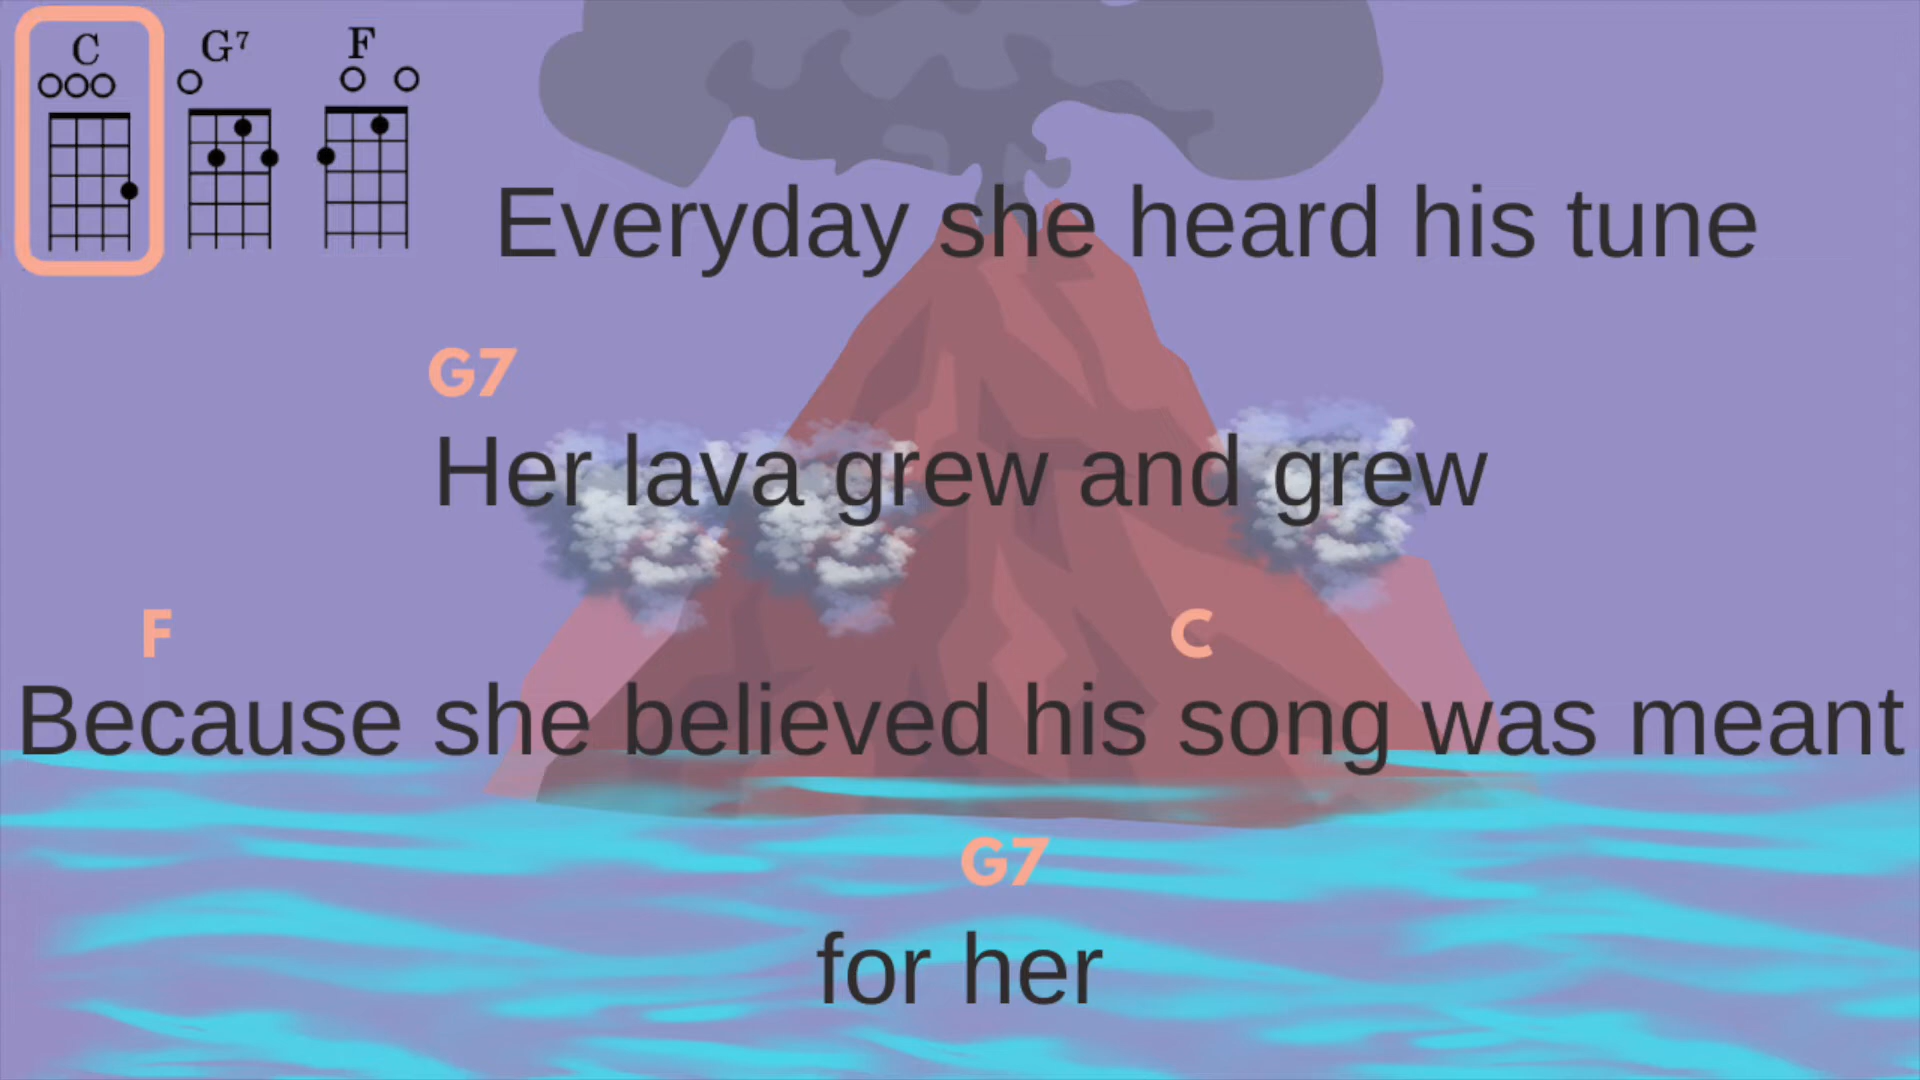 C G⁷ F
Everyday she heard his tune
G7
Her lava grew and grew
F C
Because she believed his song was meant
G7
for her